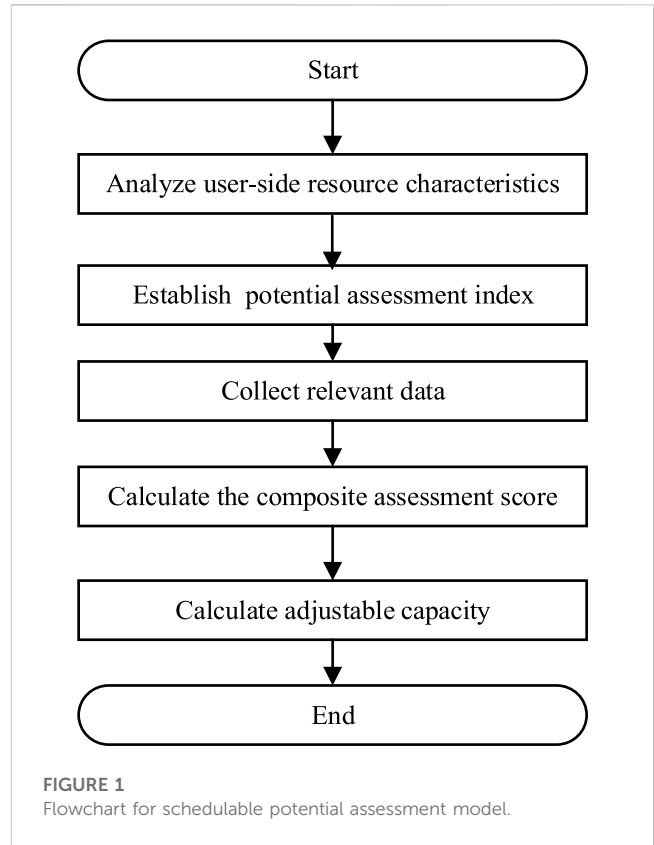 Start
Analyze user-side resource characteristics
Establish potential assessment index
Collect relevant data
Calculate the composite assessment score
Calculate adjustable capacity
End
FIGURE 1
Flowchart for schedulable potential assessment model.